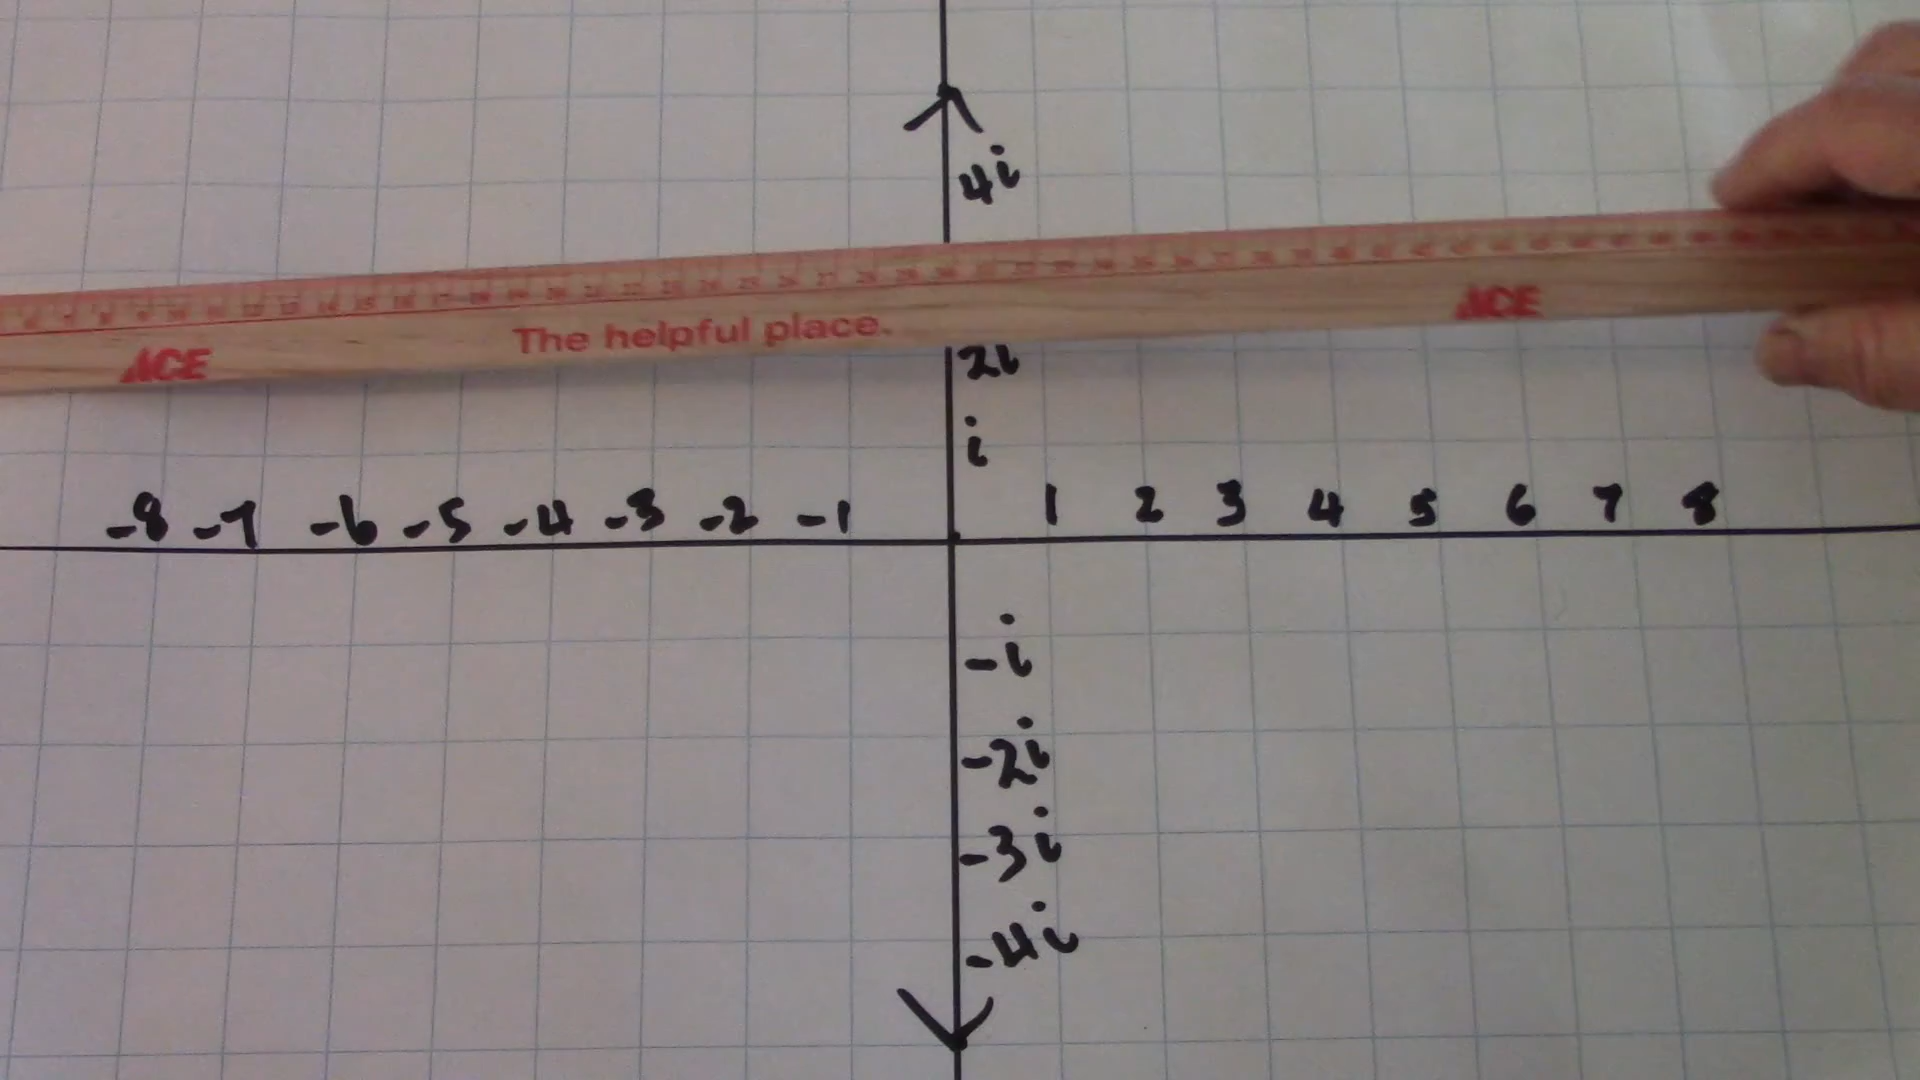 4i
ACE
The helpful place.
ACE
2i
i
-8 -7 -6 -5 -4 -3 -2 -1 1 2 3 4 5 6 7 8
-i
-2i
-3i
-4i